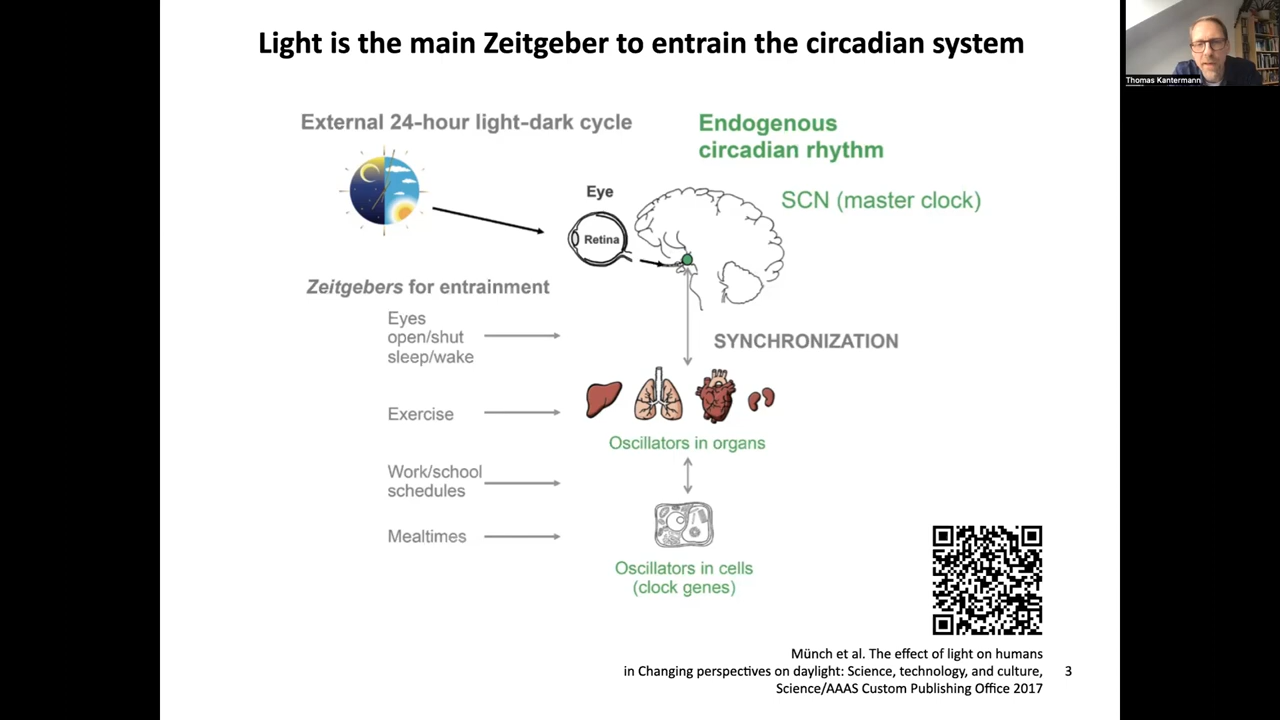 Light is the main Zeitgeber to entrain the circadian system
Thomas Kantermann
External 24-hour light-dark cycle
Endogenous
circadian rhythm
Eye
SCN (master clock)
Retina
Zeitgebers for entrainment
Eyes
open/shut
sleep/wake
SYNCHRONIZATION
Exercise
Oscillators in organs
Work/school
schedules
Mealtimes
Oscillators in cells
(clock genes)
Münch et al. The effect of light on humans
in Changing perspectives on daylight: Science, technology, and culture,
Science/AAAS Custom Publishing Office 2017
3